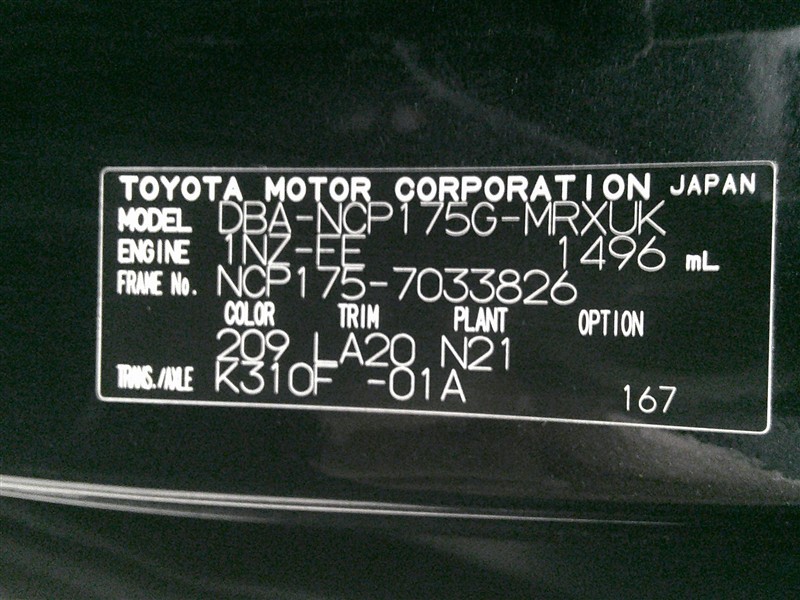 TOYOTA MOTOR CORPORATION JAPAN
MODEL DBA-NCP175G-MRXUK
ENGINE 1NZ-FE 1496 mL
FRAME No. NCP175-7033826
COLOR TRIM PLANT OPTION
209 LA20 N21
TRANS./AXLE K310F -01A
167